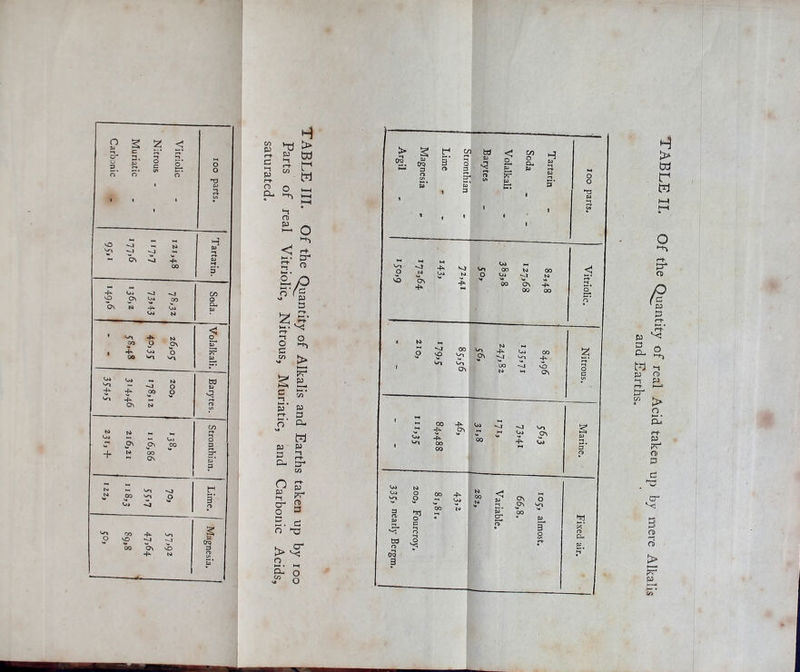 TABLE II. Of the Quantity of real Acid taken up by mere Alkalis
and Earths.
100 parts. Vitriolic. Nitrous. Marine. Fixed air.
Tartarin - 82,48 84,96 56,3 105, almost.
Soda - - 127,68 135,71 73,41 66,8.
Volalkali - 383,8 247,82 171, Variable.
Barytes - 50, 56, 31,8 282,
Stronthian - 72,41 85,56 46, 43,2
Lime - - 143, 179,5 84,488 81,81.
Magnesia - 172,64 210, 111,35 200, Fourcroy.
Argil - - 150,9 - - 335, nearly Bergm.
TABLE III. Of the Quantity of Alkalis and Earths taken up by 100
Parts of real Vitriolic, Nitrous, Muriatic, and Carbonic Acids,
saturated.
100 parts. Tartarin. Soda. Volalkali. Barytes. Stronthian. Lime. Magnesia.
Vitriolic - 121,48 78,32 26,05 200, 138, 70, 57,92
Nitrous - 117,7 73,43 40,35 178,12 116,86 55,7 47,64
Muriatic - 177,6 136,2 58,48 314,46 216,21 118,3 89,8
Carbonic - 95,1 149,6 - - 354,5 231,+ 122, 50,